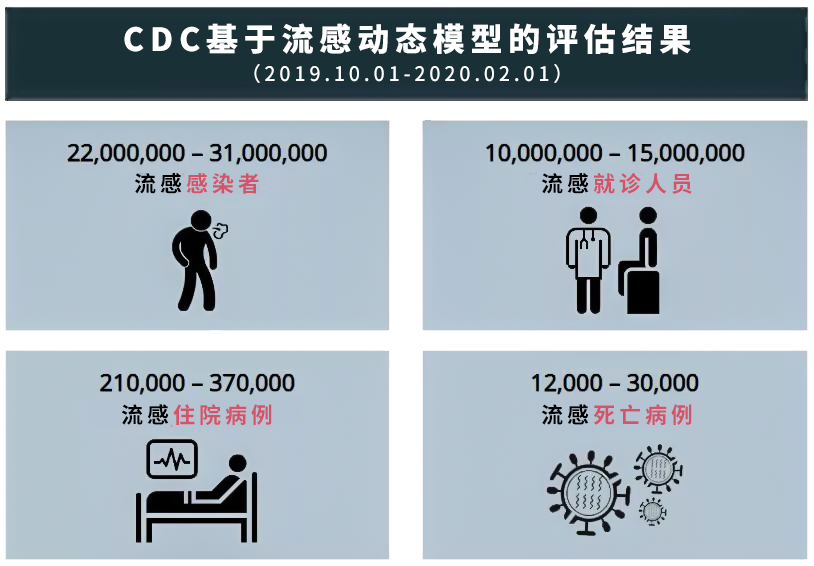 CDC基于流感动态模型的评估结果
（2019.10.01-2020.02.01）
22,000,000 – 31,000,000
流感感染者
10,000,000 – 15,000,000
流感就诊人员
210,000 – 370,000
流感住院病例
12,000 – 30,000
流感死亡病例